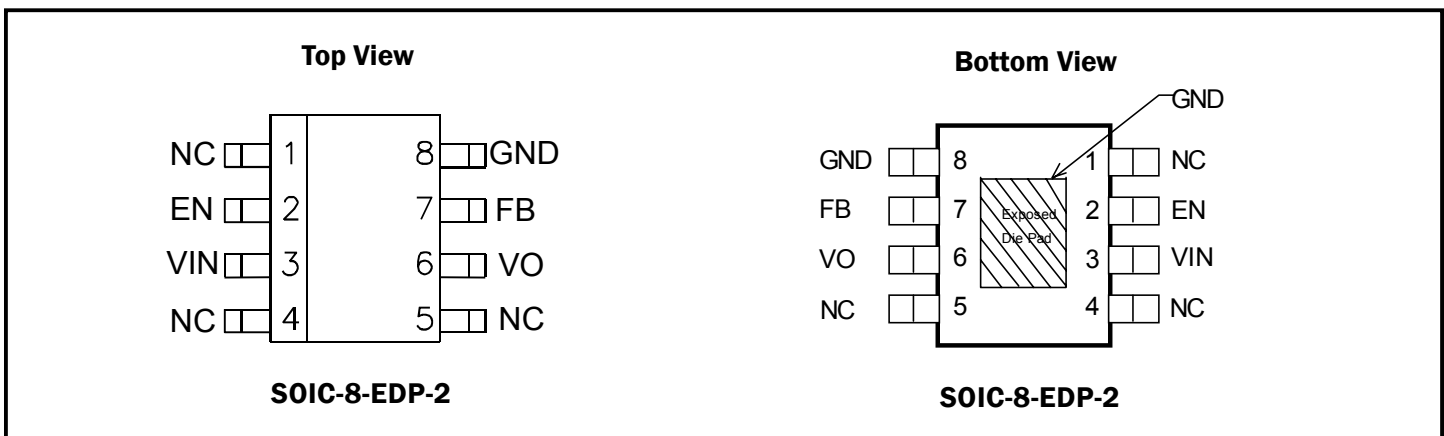 Top View
NC 1 8 GND
EN 2 7 FB
VIN 3 6 VO
NC 4 5 NC
SOIC-8-EDP-2
Bottom View
GND
GND 8 1 NC
FB 7 2 EN
Exposed
Die Pad
VO 6 3 VIN
NC 5 4 NC
SOIC-8-EDP-2